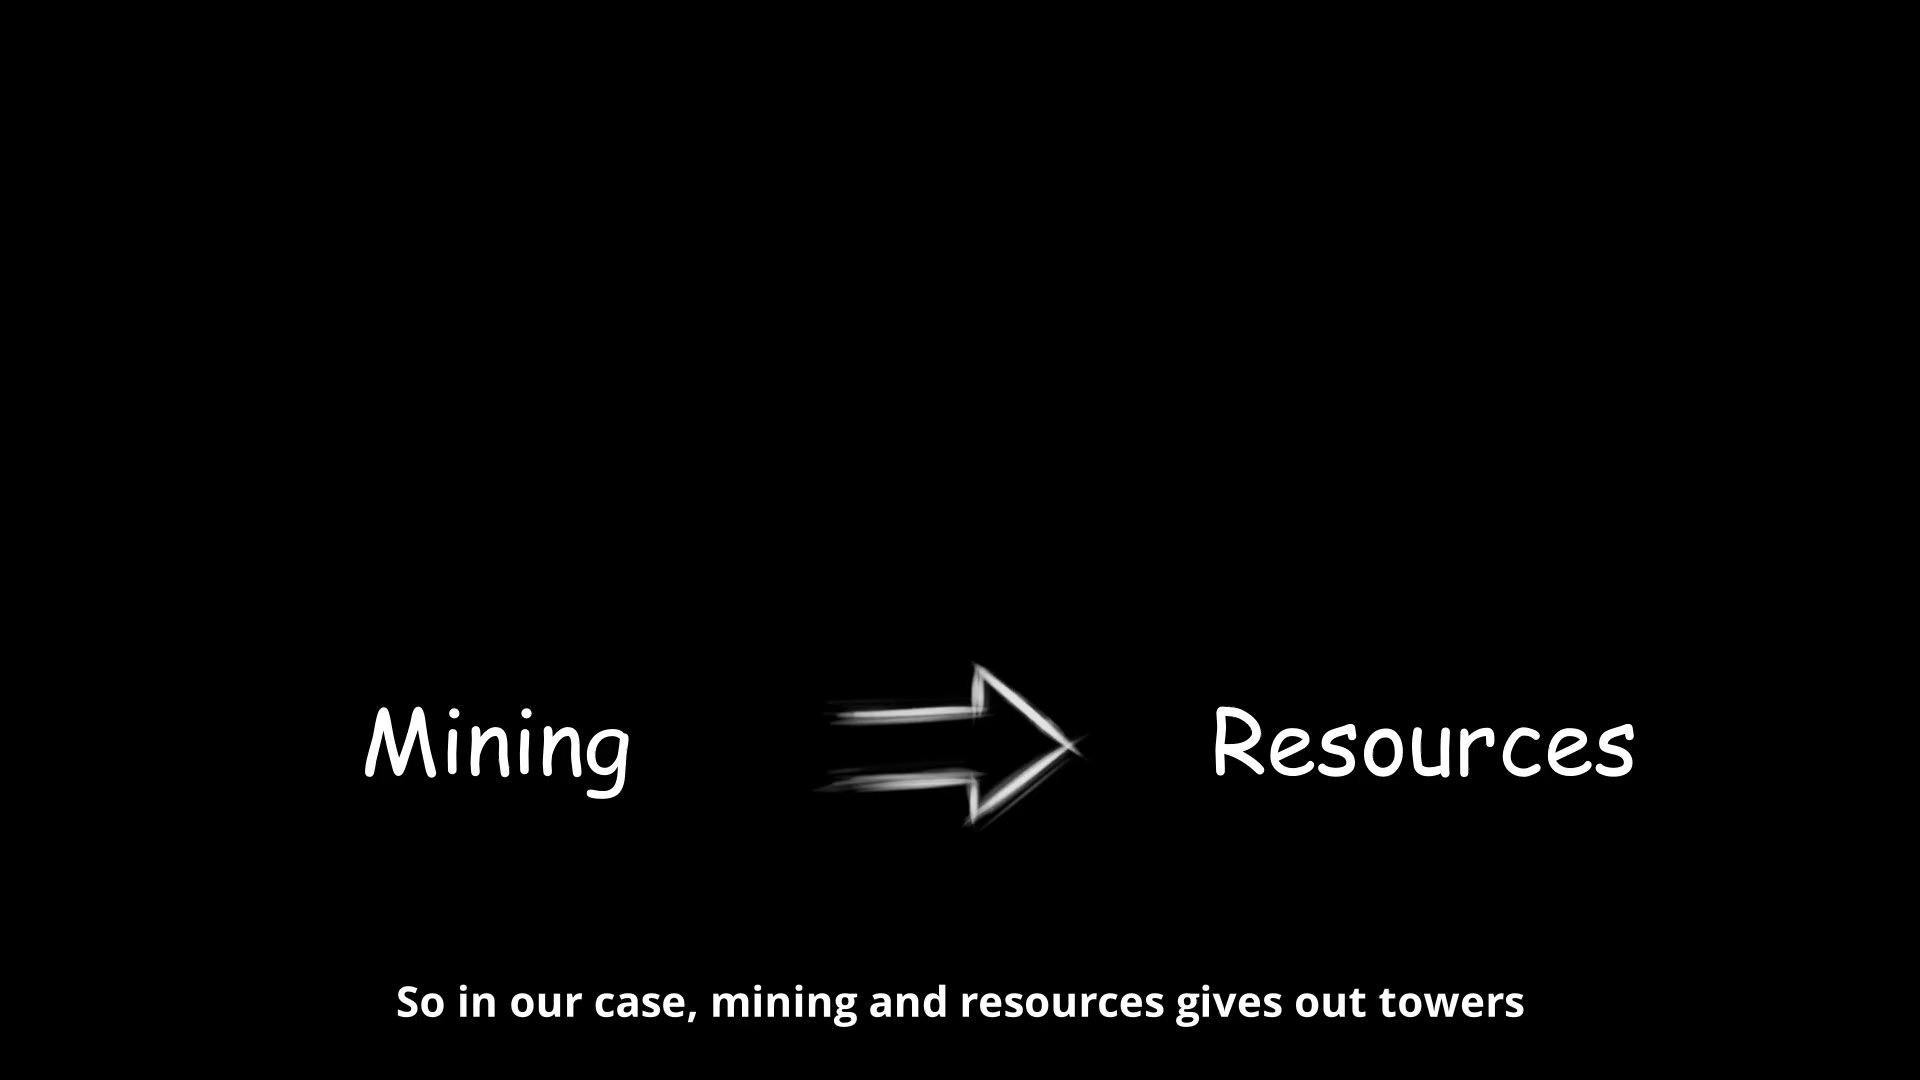 Mining
Resources
So in our case, mining and resources gives out towers